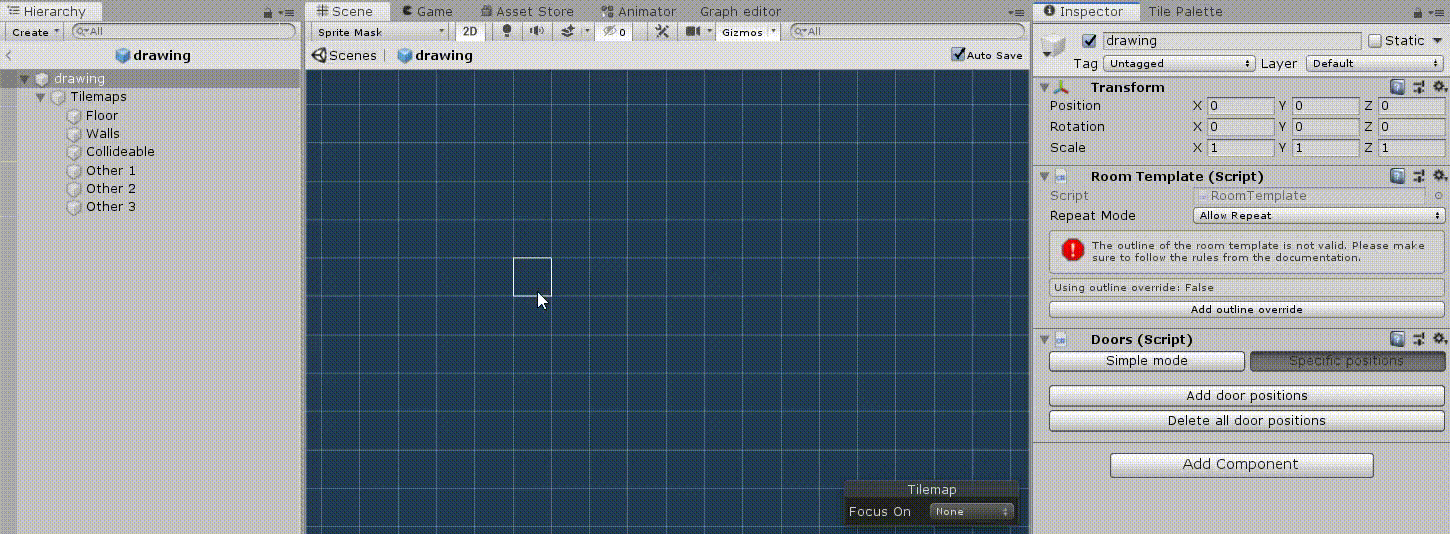 Hierarchy
Create
All
drawing
drawing
Tilemaps
Floor
Walls
Collideable
Other 1
Other 2
Other 3
Scene
Game
Asset Store
Animator
Graph editor
Sprite Mask
2D
0
Gizmos
All
Scenes
drawing
Auto Save
Tilemap
Focus On
None
Inspector
Tile Palette
drawing
Static
Tag
Untagged
Layer
Default
Transform
Position X 0 Y 0 Z 0
Rotation X 0 Y 0 Z 0
Scale X 1 Y 1 Z 1
Room Template (Script)
Script
RoomTemplate
Repeat Mode
Allow Repeat
The outline of the room template is not valid. Please make
sure to follow the rules from the documentation.
Using outline override: False
Add outline override
Doors (Script)
Simple mode
Specific positions
Add door positions
Delete all door positions
Add Component